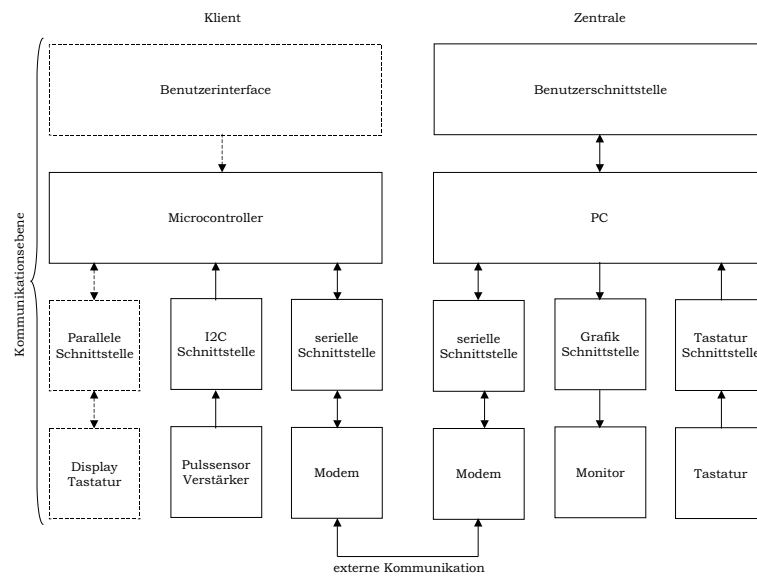 Klient
Zentrale
Benutzerinterface
Benutzerschnittstelle
Kommunikationsebene
Microcontroller
PC
Parallele
Schnittstelle
I2C
Schnittstelle
serielle
Schnittstelle
serielle
Schnittstelle
Grafik
Schnittstelle
Tastatur
Schnittstelle
Display
Tastatur
Pulssensor
Verstärker
Modem
Modem
Monitor
Tastatur
externe Kommunikation